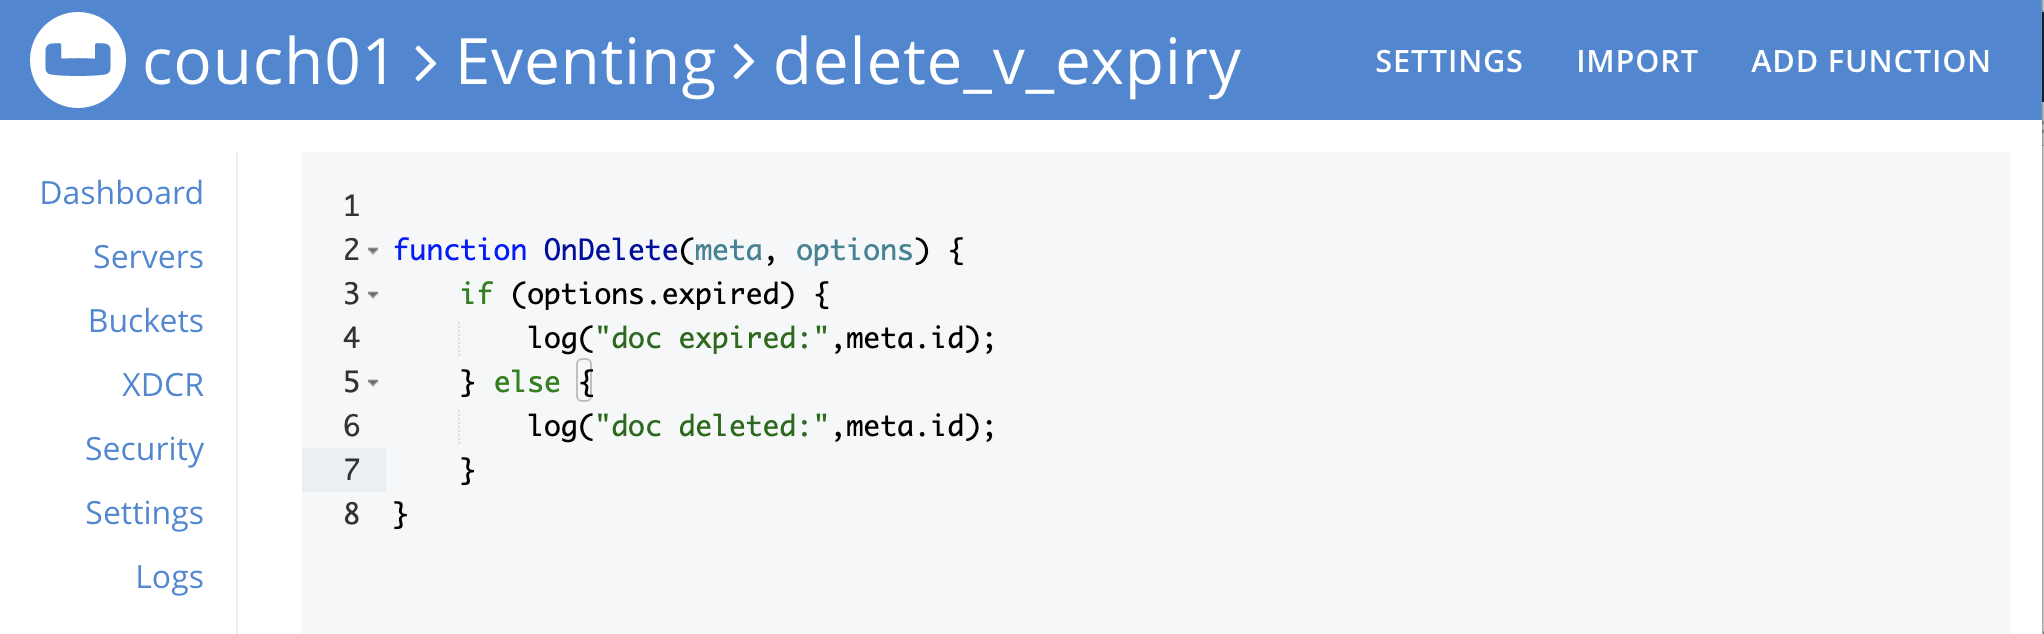 couch01 > Eventing > delete_v_expiry
SETTINGS IMPORT ADD FUNCTION
Dashboard
Servers
Buckets
XDCR
Security
Settings
Logs
1
2 function OnDelete(meta, options) {
3     if (options.expired) {
4         log("doc expired:",meta.id);
5     } else {
6         log("doc deleted:",meta.id);
7     }
8 }